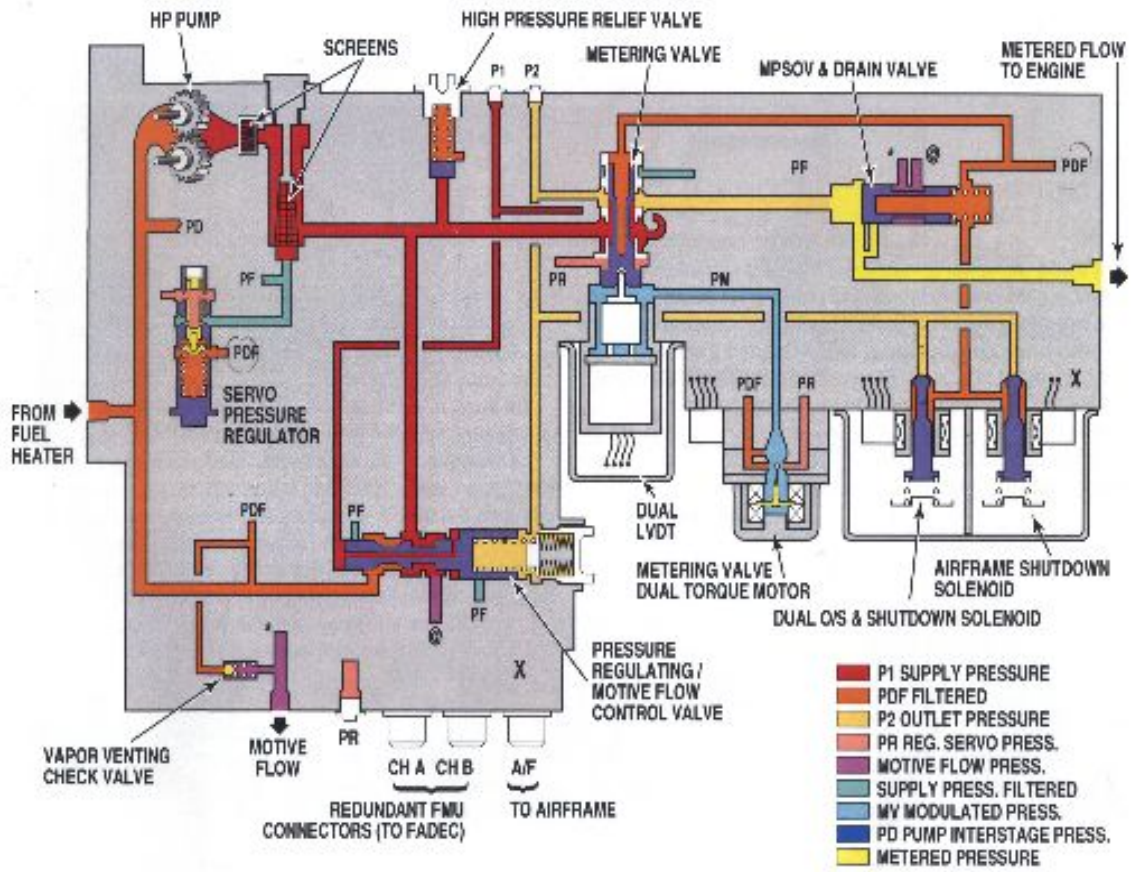 HP PUMP
SCREENS
HIGH PRESSURE RELIEF VALVE
METERING VALVE
P1
P2
MPSOV & DRAIN VALVE
METERED FLOW
TO ENGINE
PF
@
PDF
PD
PF
PR
PM
PDF
SERVO
PRESSURE
REGULATOR
FROM
FUEL
HEATER
PDF
PR
X
PDF
PF
DUAL
LVDT
METERING VALVE
DUAL TORQUE MOTOR
AIRFRAME SHUTDOWN
SOLENOID
DUAL O/S & SHUTDOWN SOLENOID
PF
@
PRESSURE
REGULATING /
MOTIVE FLOW
CONTROL VALVE
X
VAPOR VENTING
CHECK VALVE
MOTIVE
FLOW
PR
CH A
CH B
A/F
REDUNDANT FMU
CONNECTORS (TO FADEC)
TO AIRFRAME
P1 SUPPLY PRESSURE
PDF FILTERED
P2 OUTLET PRESSURE
PR REG. SERVO PRESS.
MOTIVE FLOW PRESS.
SUPPLY PRESS. FILTERED
MV MODULATED PRESS.
PD PUMP INTERSTAGE PRESS.
METERED PRESSURE